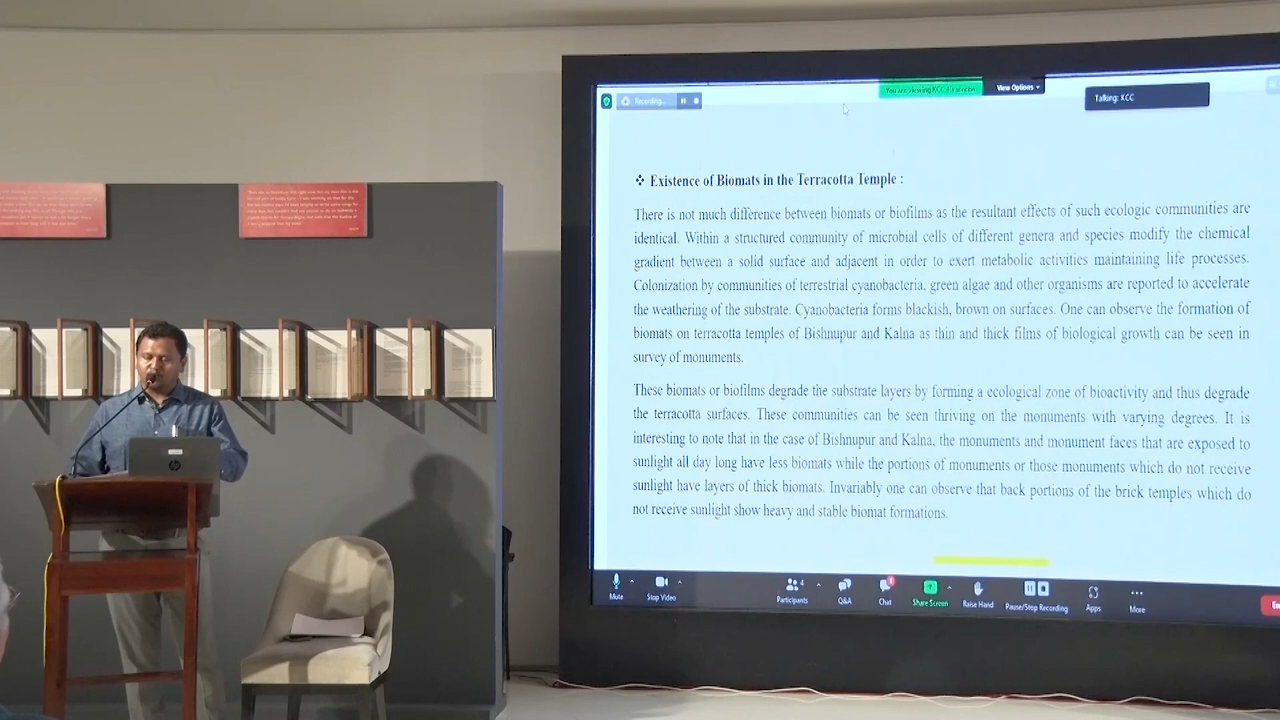 Recording...
You are viewing KCC 4's screen
View Options
Talking: KCC
❖ Existence of Biomats in the Terracotta Temple :
There is not much difference between biomats or biofilms as the resultant effects of such ecologic communities are
identical. Within a structured community of microbial cells of different genera and species modify the chemical
gradient between a solid surface and adjacent in order to exert metabolic activities maintaining life processes.
Colonization by communities of terrestrial cyanobacteria, green algae and other organisms are reported to accelerate
the weathering of the substrate. Cyanobacteria forms blackish, brown on surfaces. One can observe the formation of
biomats on terracotta temples of Bishnupur and Kalna as thin and thick films of biological growth can be seen in
survey of monuments.
These biomats or biofilms degrade the substrate layers by forming a ecological zone of bioactivity and thus degrade
the terracotta surfaces. These communities can be seen thriving on the monuments with varying degrees. It is
interesting to note that in the case of Bishnupur and Kalna, the monuments and monument faces that are exposed to
sunlight all day long have less biomats while the portions of monuments or those monuments which do not receive
sunlight have layers of thick biomats. Invariably one can observe that back portions of the brick temples which do
not receive sunlight show heavy and stable biomat formations.
Mute
Stop Video
Participants
4
Q&A
Chat
Share Screen
Raise Hand
Pause/Stop Recording
Apps
More
hp